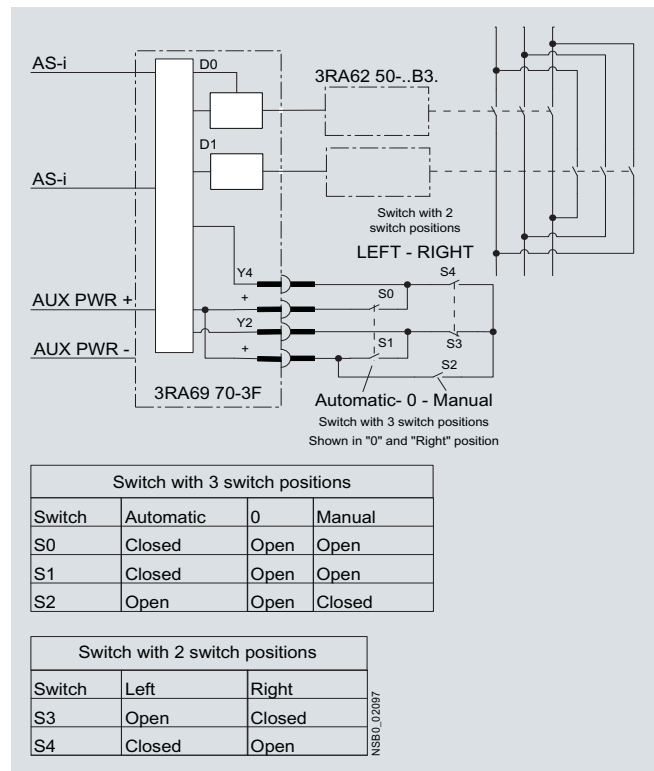 AS-i
D0
3RA62 50-..B3.
D1
AS-i
Switch with 2
switch positions
LEFT - RIGHT
Y4
S4
+
S0
AUX PWR +
Y2
S1
S3
AUX PWR -
+
S2
3RA69 70-3F
Automatic- 0 - Manual
Switch with 3 switch positions
Shown in "0" and "Right" position
Switch with 3 switch positions
Switch Automatic 0 Manual
S0 Closed Open Open
S1 Closed Open Open
S2 Open Open Closed
Switch with 2 switch positions
Switch Left Right
S3 Open Closed
S4 Closed Open
NSB0_02097